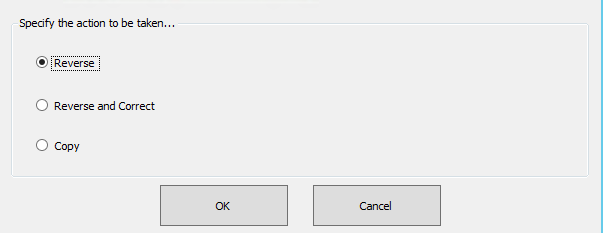 Specify the action to be taken...
Reverse
Reverse and Correct
Copy
OK
Cancel